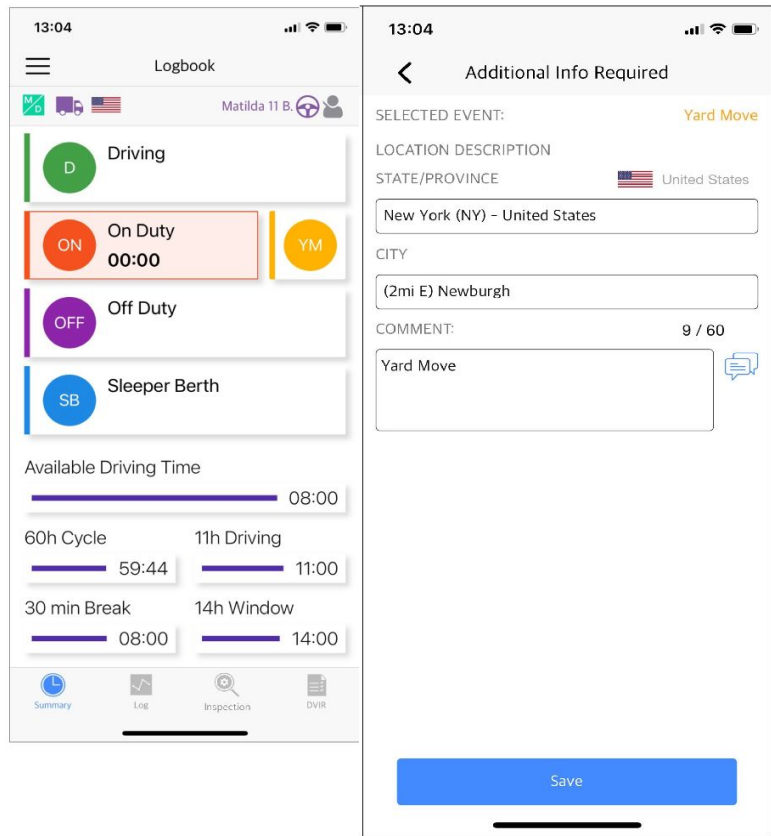 13:04
Logbook
M/D
Matilda 11 B.
D
Driving
ON
On Duty
00:00
YM
OFF
Off Duty
SB
Sleeper Berth
Available Driving Time
08:00
60h Cycle
59:44
11h Driving
11:00
30 min Break
08:00
14h Window
14:00
Summary
Log
Inspection
DVIR
13:04
Additional Info Required
SELECTED EVENT:
Yard Move
LOCATION DESCRIPTION
STATE/PROVINCE
United States
New York (NY) – United States
CITY
(2mi E) Newburgh
COMMENT:
9 / 60
Yard Move
Save